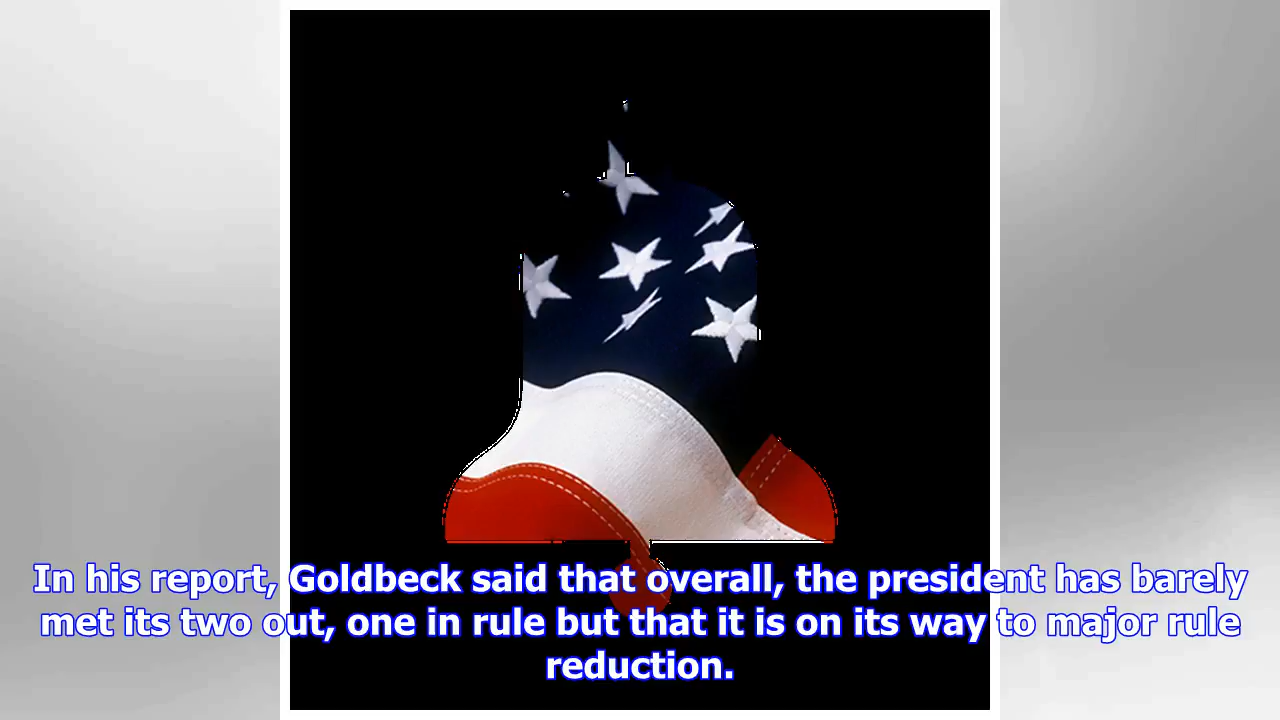 In his report, Goldbeck said that overall, the president has barely
met its two out, one in rule but that it is on its way to major rule
reduction.